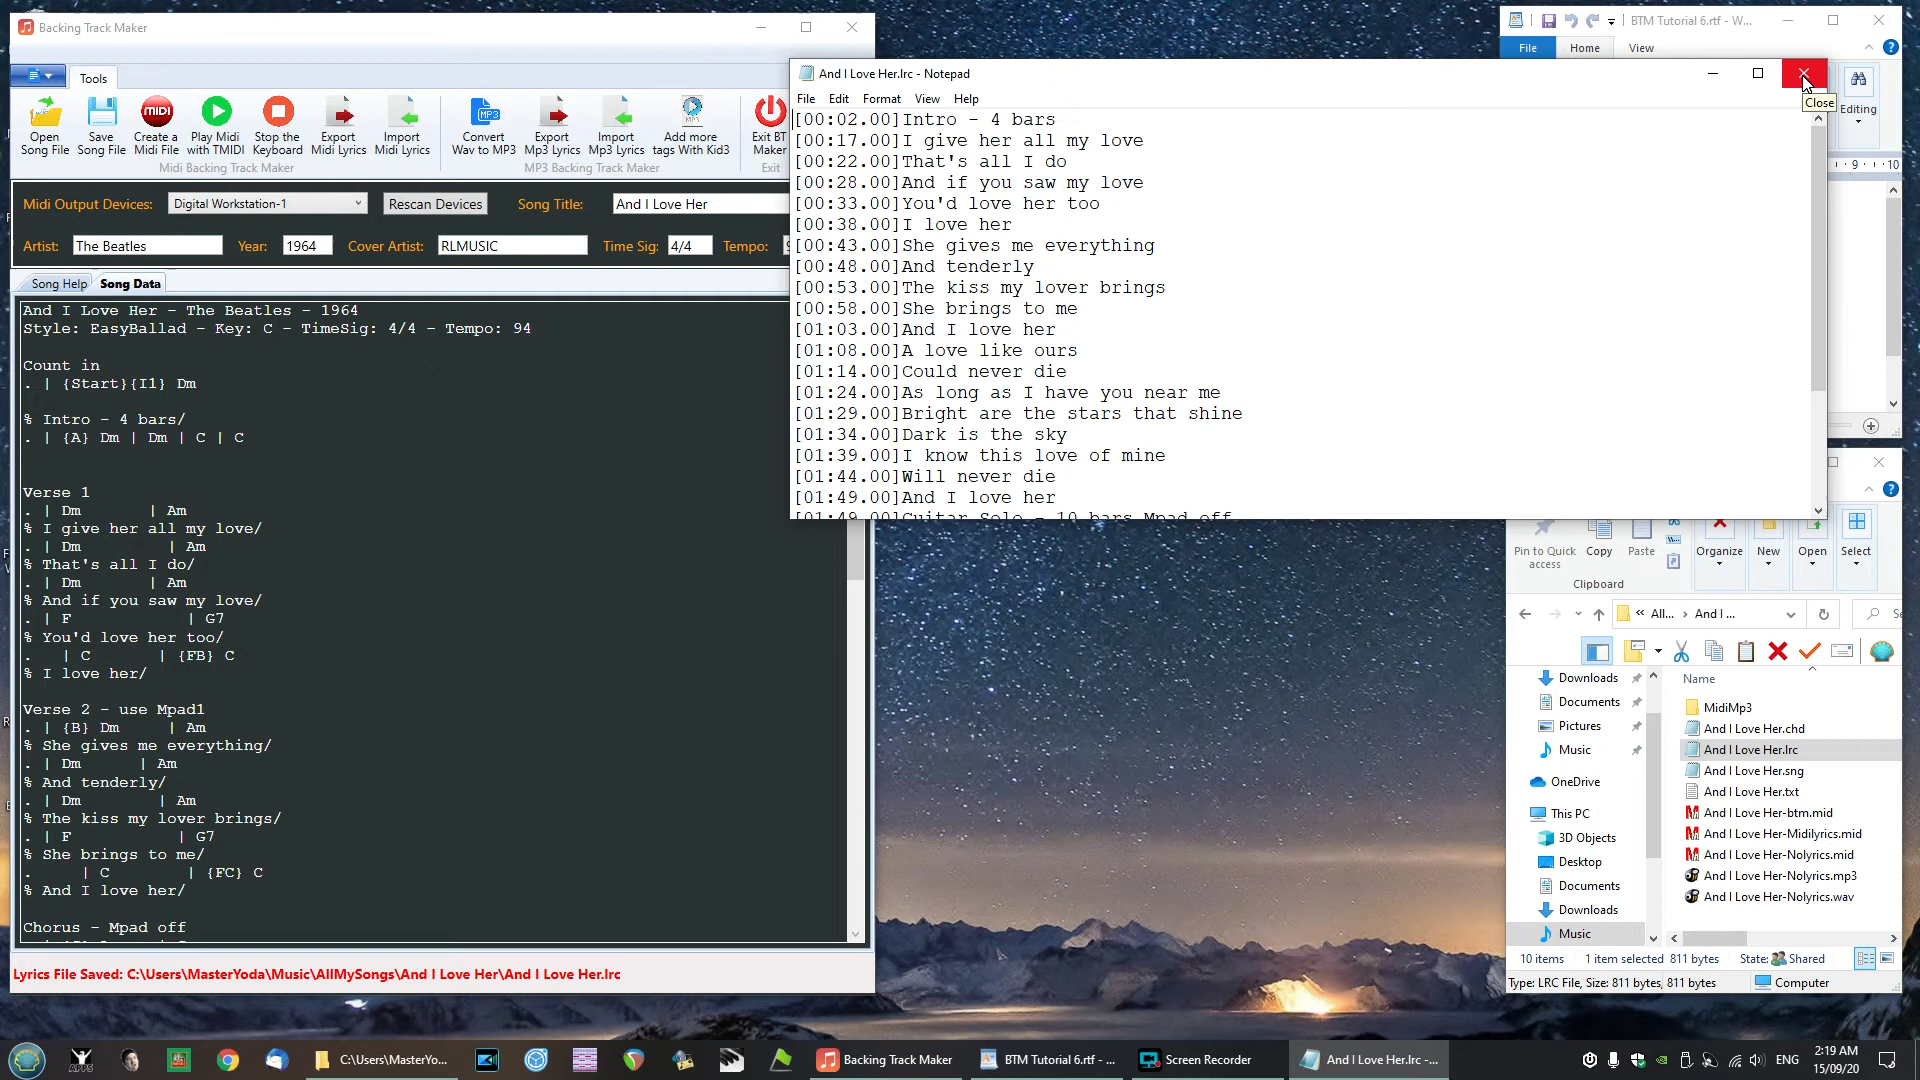 Backing Track Maker
Tools
Open Song File
Save Song File
Create a Midi File
Play Midi with TMIDI
Stop the Keyboard
Export Midi Lyrics
Import Midi Lyrics
Midi Backing Track Maker
Convert Wav to MP3
Export Mp3 Lyrics
Import Mp3 Lyrics
Add more tags With Kid3
MP3 Backing Track Maker
Exit BT Maker
Exit
Midi Output Devices: Digital Workstation-1 Rescan Devices Song Title: And I Love Her
Artist: The Beatles Year: 1964 Cover Artist: RLMUSIC Time Sig: 4/4 Tempo:
Song Help Song Data
And I Love Her - The Beatles - 1964
Style: EasyBallad - Key: C - TimeSig: 4/4 - Tempo: 94
Count in
. | {Start}{I1} Dm
% Intro - 4 bars/
. | {A} Dm | Dm | C | C
Verse 1
. | Dm | Am
% I give her all my love/
. | Dm | Am
% That's all I do/
. | Dm | Am
% And if you saw my love/
. | F | G7
% You'd love her too/
. | C | {FB} C
% I love her/
Verse 2 - use Mpad1
. | {B} Dm | Am
% She gives me everything/
. | Dm | Am
% And tenderly/
. | Dm | Am
% The kiss my lover brings/
. | F | G7
% She brings to me/
. | C | {FC} C
% And I love her/
Chorus - Mpad off
Lyrics File Saved: C:\Users\MasterYoda\Music\AllMySongs\And I Love Her\And I Love Her.lrc
And I Love Her.lrc - Notepad
File Edit Format View Help
[00:02.00]Intro - 4 bars
[00:17.00]I give her all my love
[00:22.00]That's all I do
[00:28.00]And if you saw my love
[00:33.00]You'd love her too
[00:38.00]I love her
[00:43.00]She gives me everything
[00:48.00]And tenderly
[00:53.00]The kiss my lover brings
[00:58.00]She brings to me
[01:03.00]And I love her
[01:08.00]A love like ours
[01:14.00]Could never die
[01:24.00]As long as I have you near me
[01:29.00]Bright are the stars that shine
[01:34.00]Dark is the sky
[01:39.00]I know this love of mine
[01:44.00]Will never die
[01:49.00]And I love her
[01:49.00]Guitar Solo - 10 bars Mpad off
Close
BTM Tutorial 6.rtf - W...
File Home View
Editing
9 10
Pin to Quick access
Copy
Paste
Organize
New
Open
Select
Clipboard
« All... › And I ...
Downloads
Documents
Pictures
Music
OneDrive
This PC
3D Objects
Desktop
Documents
Downloads
Music
Name
MidiMp3
And I Love Her.chd
And I Love Her.lrc
And I Love Her.sng
And I Love Her.txt
And I Love Her-btm.mid
And I Love Her-Midilyrics.mid
And I Love Her-Nolyrics.mid
And I Love Her-Nolyrics.mp3
And I Love Her-Nolyrics.wav
10 items 1 item selected 811 bytes State: Shared
Type: LRC File, Size: 811 bytes, 811 bytes Computer
APPS
C:\Users\MasterYo...
Backing Track Maker
BTM Tutorial 6.rtf - ...
Screen Recorder
And I Love Her.lrc -...
ENG
2:19 AM
15/09/20